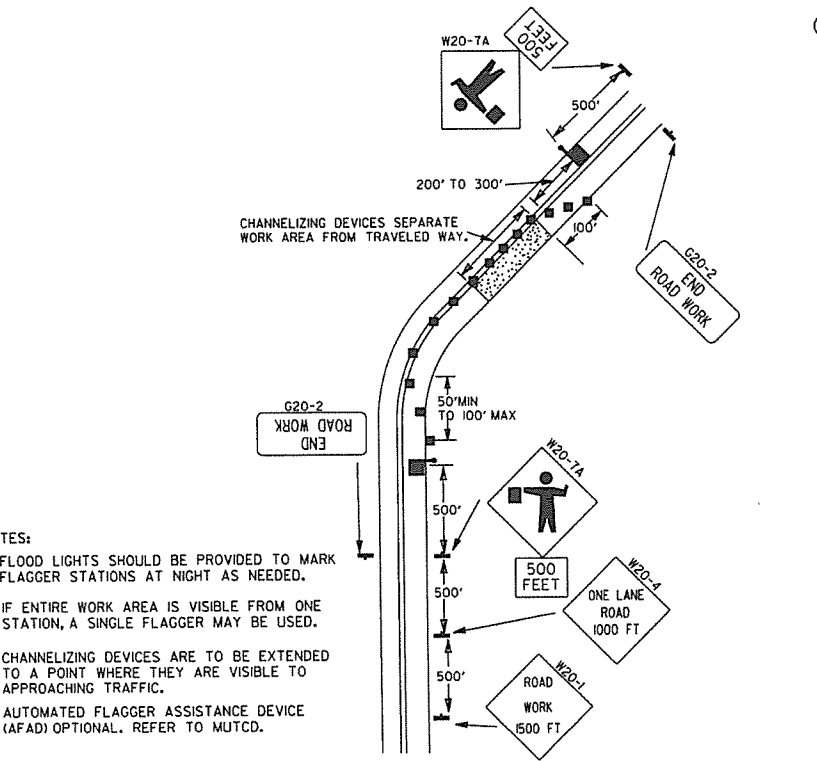 W20-7A
500
FEET
500'
200' TO 300'
CHANNELIZING DEVICES SEPARATE
WORK AREA FROM TRAVELED WAY.
100'
G20-2
END
ROAD WORK
50'MIN
TO 100' MAX
G20-2
END
ROAD WORK
W20-7A
500'
500
FEET
500'
W20-4
ONE LANE
ROAD
1000 FT
500'
W20-1
ROAD
WORK
1500 FT
TES:
FLOOD LIGHTS SHOULD BE PROVIDED TO MARK
FLAGGER STATIONS AT NIGHT AS NEEDED.
IF ENTIRE WORK AREA IS VISIBLE FROM ONE
STATION, A SINGLE FLAGGER MAY BE USED.
CHANNELIZING DEVICES ARE TO BE EXTENDED
TO A POINT WHERE THEY ARE VISIBLE TO
APPROACHING TRAFFIC.
AUTOMATED FLAGGER ASSISTANCE DEVICE
(AFAD) OPTIONAL. REFER TO MUTCD.